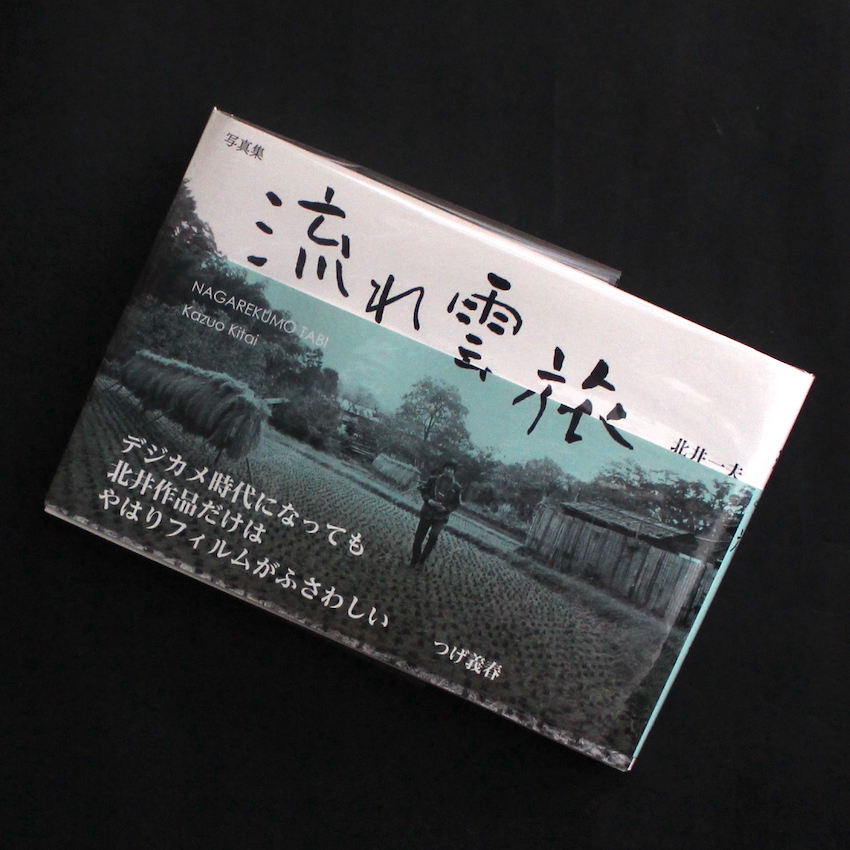 写真集
流れ雲旅
NAGAREKUMO TABI
Kazuo Kitai
北井一夫
デジカメ時代になっても
北井作品だけは
やはりフィルムがふさわしい
つげ義春